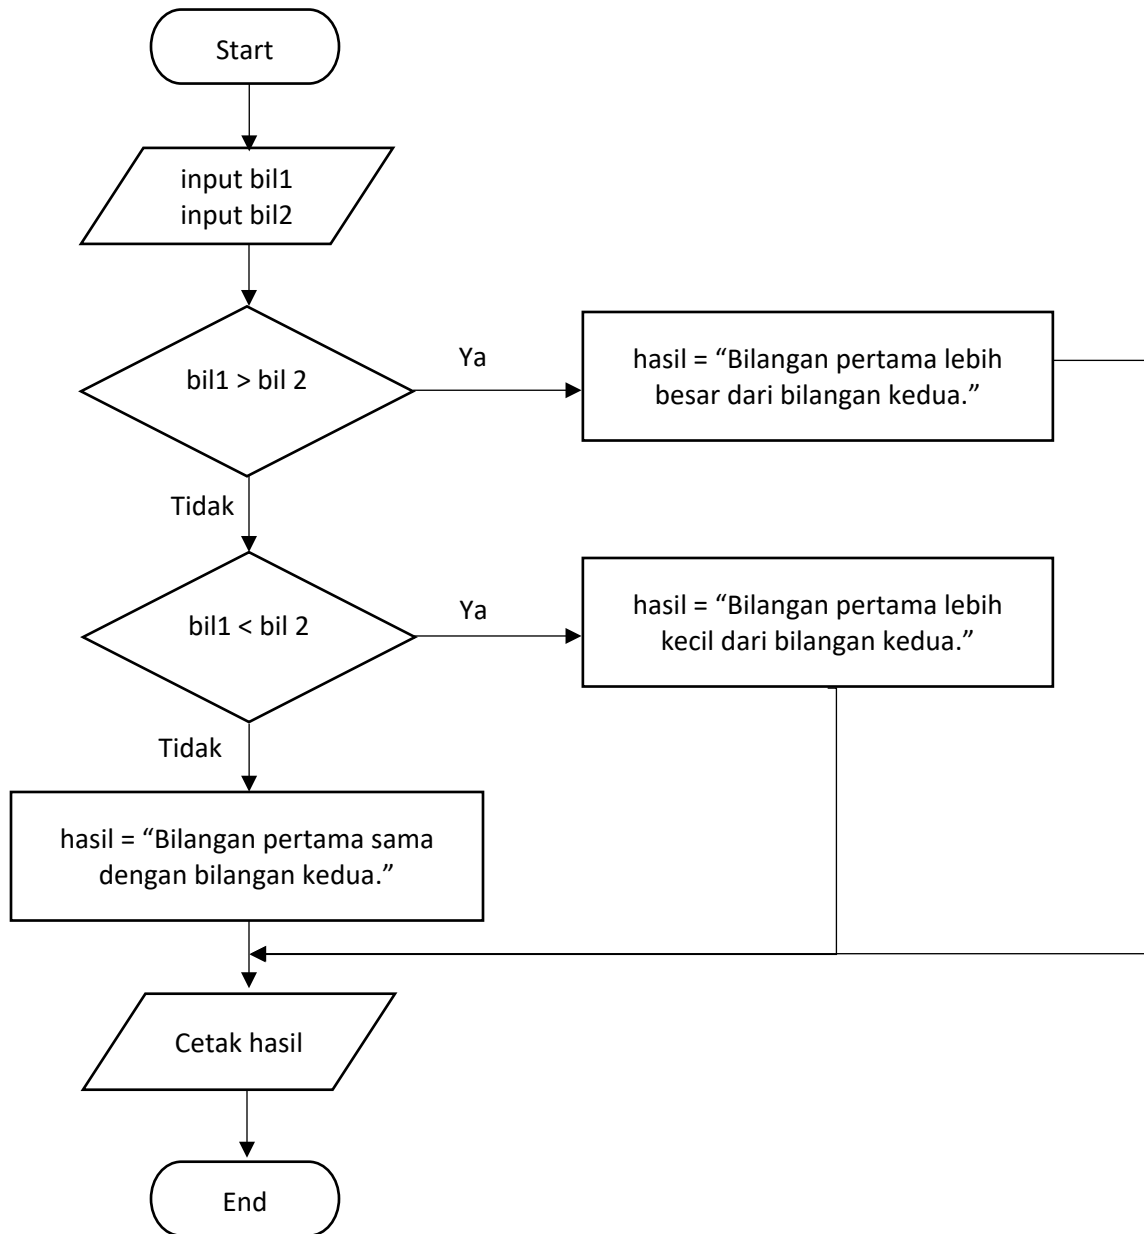 Start
input bil1
input bil2
bil1 > bil 2
Ya
hasil = “Bilangan pertama lebih
besar dari bilangan kedua.”
Tidak
bil1 < bil 2
Ya
hasil = “Bilangan pertama lebih
kecil dari bilangan kedua.”
Tidak
hasil = “Bilangan pertama sama
dengan bilangan kedua.”
Cetak hasil
End